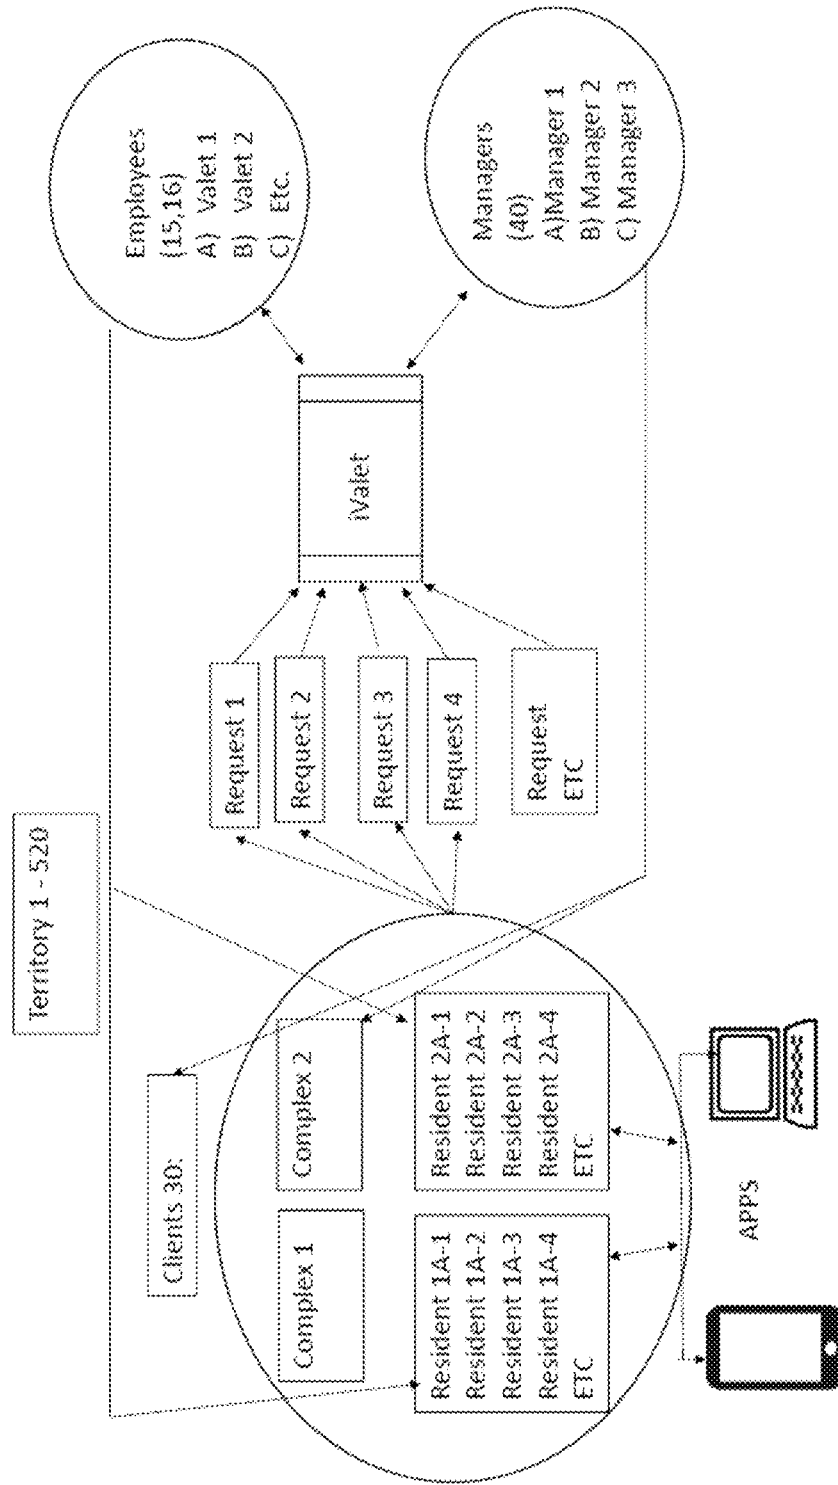 Territory 1 - 520
Clients 30:
Complex 1
Complex 2
Resident 1A-1
Resident 1A-2
Resident 1A-3
Resident 1A-4
ETC
Resident 2A-1
Resident 2A-2
Resident 2A-3
Resident 2A-4
ETC
APPS
Request 1
Request 2
Request 3
Request 4
Request
ETC
iValet
Employees
(15,16)
A) Valet 1
B) Valet 2
C) Etc.
Managers
(40)
A)Manager 1
B) Manager 2
C) Manager 3